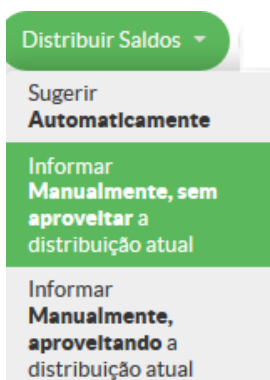 Distribuir Saldos
Sugerir
Automaticamente
Informar
Manualmente, sem
aproveitar a
distribuição atual
Informar
Manualmente,
aproveitando a
distribuição atual